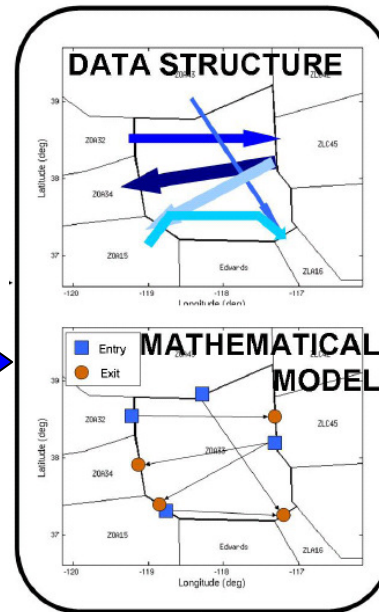 DATA STRUCTURE
39
ZOA32
ZLC45
38
ZOA34
ZOA15
37
Edwards
ZLA16
-120
-119
-118
-117
Latitude (deg)
Longitude (deg)
Entry
Exit
MATHEMATICAL
MODEL
39
ZOA32
ZLC45
38
ZOA33
ZOA34
ZOA15
37
Edwards
ZLA16
-120
-119
-118
-117
Latitude (deg)
Longitude (deg)